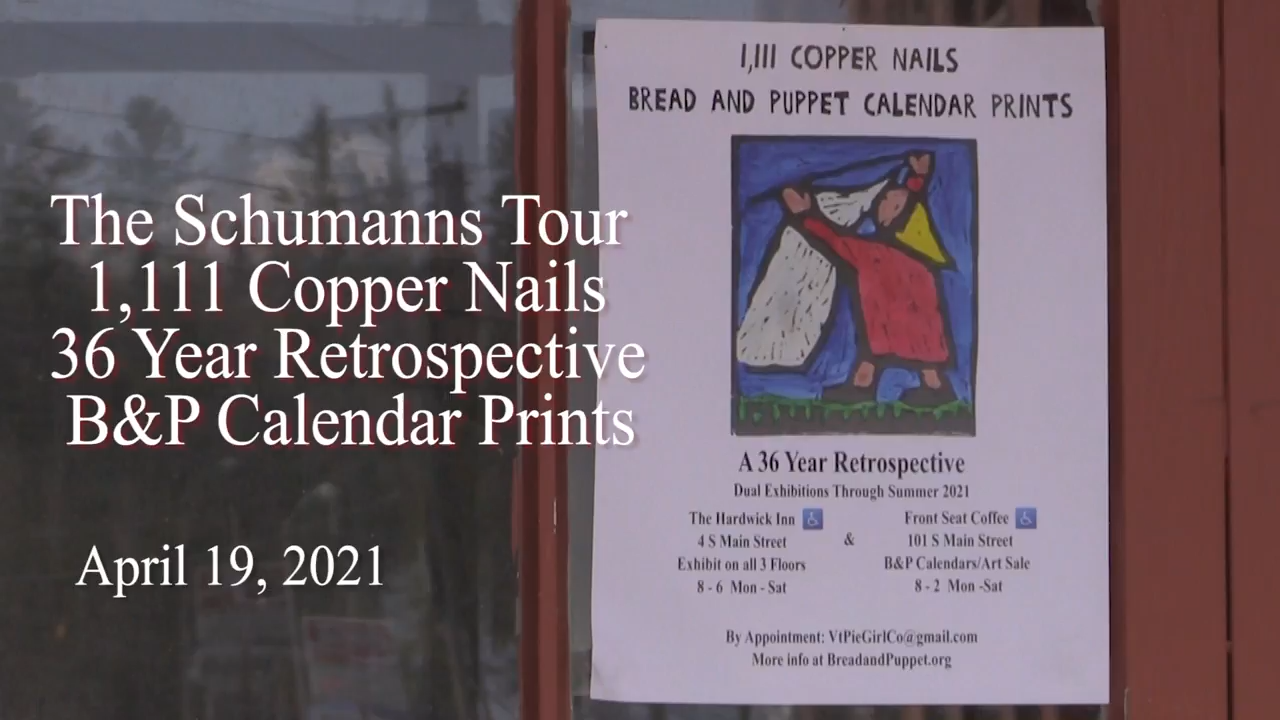 The Schumanns Tour
1,111 Copper Nails
36 Year Retrospective
B&P Calendar Prints
April 19, 2021
1,111 COPPER NAILS
BREAD AND PUPPET CALENDAR PRINTS
A 36 Year Retrospective
Dual Exhibitions Through Summer 2021
The Hardwick Inn
4 S Main Street
Exhibit on all 3 Floors
8 - 6 Mon - Sat
&
Front Seat Coffee
101 S Main Street
B&P Calendars/Art Sale
8 - 2 Mon -Sat
By Appointment: VtPieGirlCo@gmail.com
More info at BreadandPuppet.org